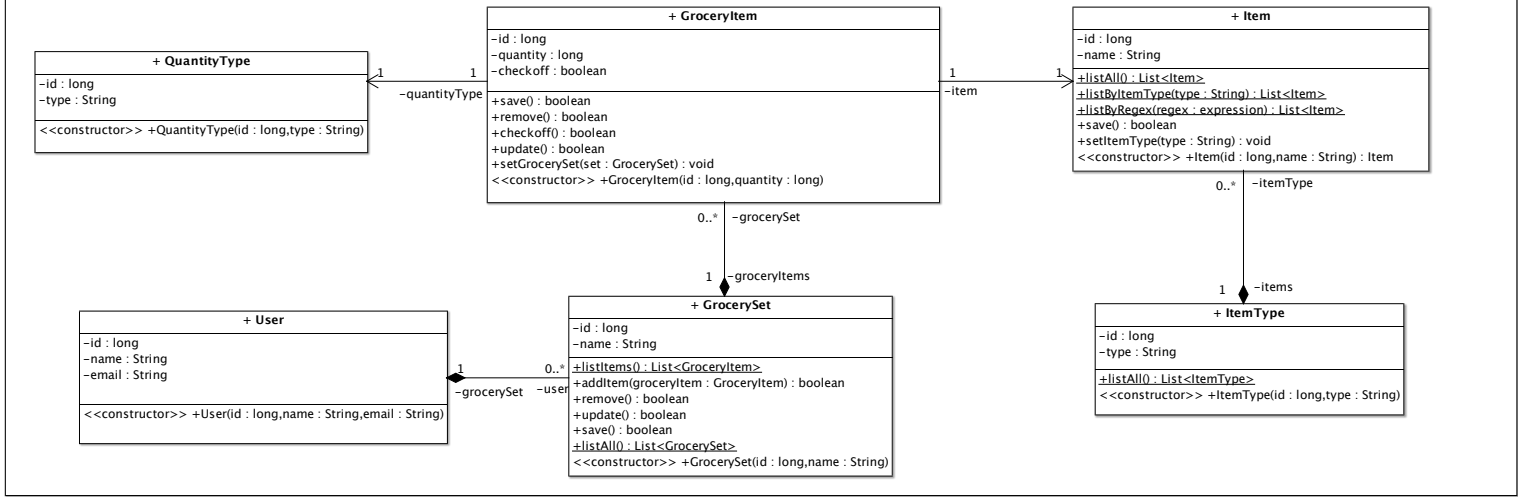 + QuantityType
-id : long
-type : String
<<constructor>> +QuantityType(id : long,type : String)
1
1
-quantityType
+ GroceryItem
-id : long
-quantity : long
-checkoff : boolean
+save() : boolean
+remove() : boolean
+checkoff() : boolean
+update() : boolean
+setGrocerySet(set : GrocerySet) : void
<<constructor>> +GroceryItem(id : long,quantity : long)
1
1
-item
+ Item
-id : long
-name : String
+listAll() : List<Item>
+listByItemType(type : String) : List<Item>
+listByRegex(regex : expression) : List<Item>
+save() : boolean
+setItemType(type : String) : void
<<constructor>> +Item(id : long,name : String) : Item
0..*
-grocerySet
1
-groceryItems
0..*
-itemType
1
-items
+ User
-id : long
-name : String
-email : String
<<constructor>> +User(id : long,name : String,email : String)
1
0..*
-grocerySet
-user
+ GrocerySet
-id : long
-name : String
+listItems() : List<GroceryItem>
+addItem(groceryItem : GroceryItem) : boolean
+remove() : boolean
+update() : boolean
+save() : boolean
+listAll() : List<GrocerySet>
<<constructor>> +GrocerySet(id : long,name : String)
+ ItemType
-id : long
-type : String
+listAll() : List<ItemType>
<<constructor>> +ItemType(id : long,type : String)